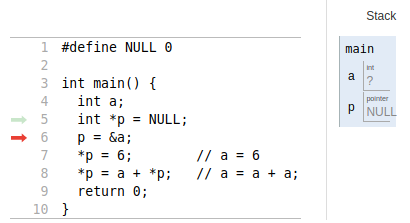 Stack
1 #define NULL 0
2
3 int main() {
4   int a;
5   int *p = NULL;
6   p = &a;
7   *p = 6;        // a = 6
8   *p = a + *p;   // a = a + a;
9   return 0;
10 }
main
int
a ?
pointer
p NULL